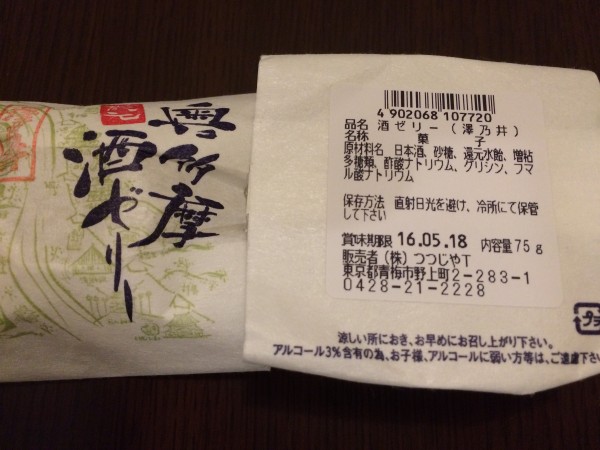 奥多摩
酒ゼリー
4 902068 107720
品名 酒ゼリー(澤乃井)
名称 菓子
原材料名 日本酒、砂糖、還元水飴、増粘
多糖類、酢酸ナトリウム、グリシン、フマ
ル酸ナトリウム
保存方法 直射日光を避け、冷所にて保管
して下さい
賞味期限 16.05.18 内容量75g
販売者(株)つつじやT
東京都青梅市野上町2-283-1
0428-21-2228
プラ
涼しい所におき、お早めにお召し上がり下さい。
アルコール3%含有の為、お子様、アルコールに弱い方等は、ご遠慮下さい